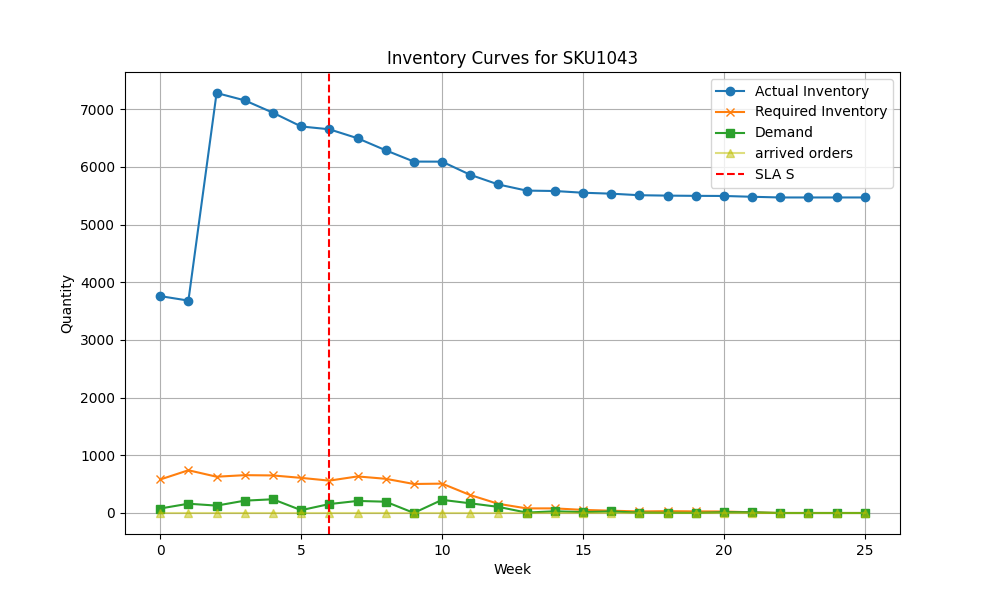 Inventory Curves for SKU1043
Actual Inventory
Required Inventory
Demand
arrived orders
SLA S
Quantity
7000
6000
5000
4000
3000
2000
1000
0
0 5 10 15 20 25
Week